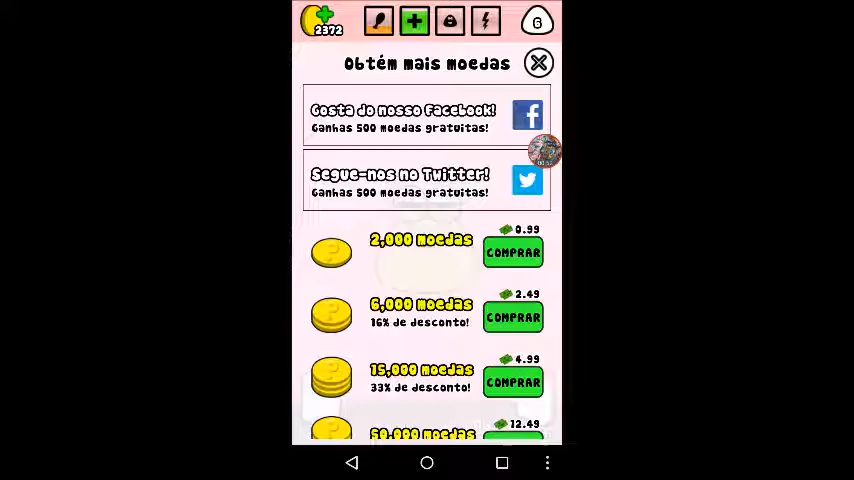 2372
6
Obtém mais moedas
Gosta do nosso Facebook!
Ganhas 500 moedas gratuitas!
Segue-nos no Twitter!
Ganhas 500 moedas gratuitas!
0.99
2,000 moedas
COMPRAR
2.49
6,000 moedas
COMPRAR
16% de desconto!
4.99
15,000 moedas
COMPRAR
33% de desconto!
12.49
50,000 moedas